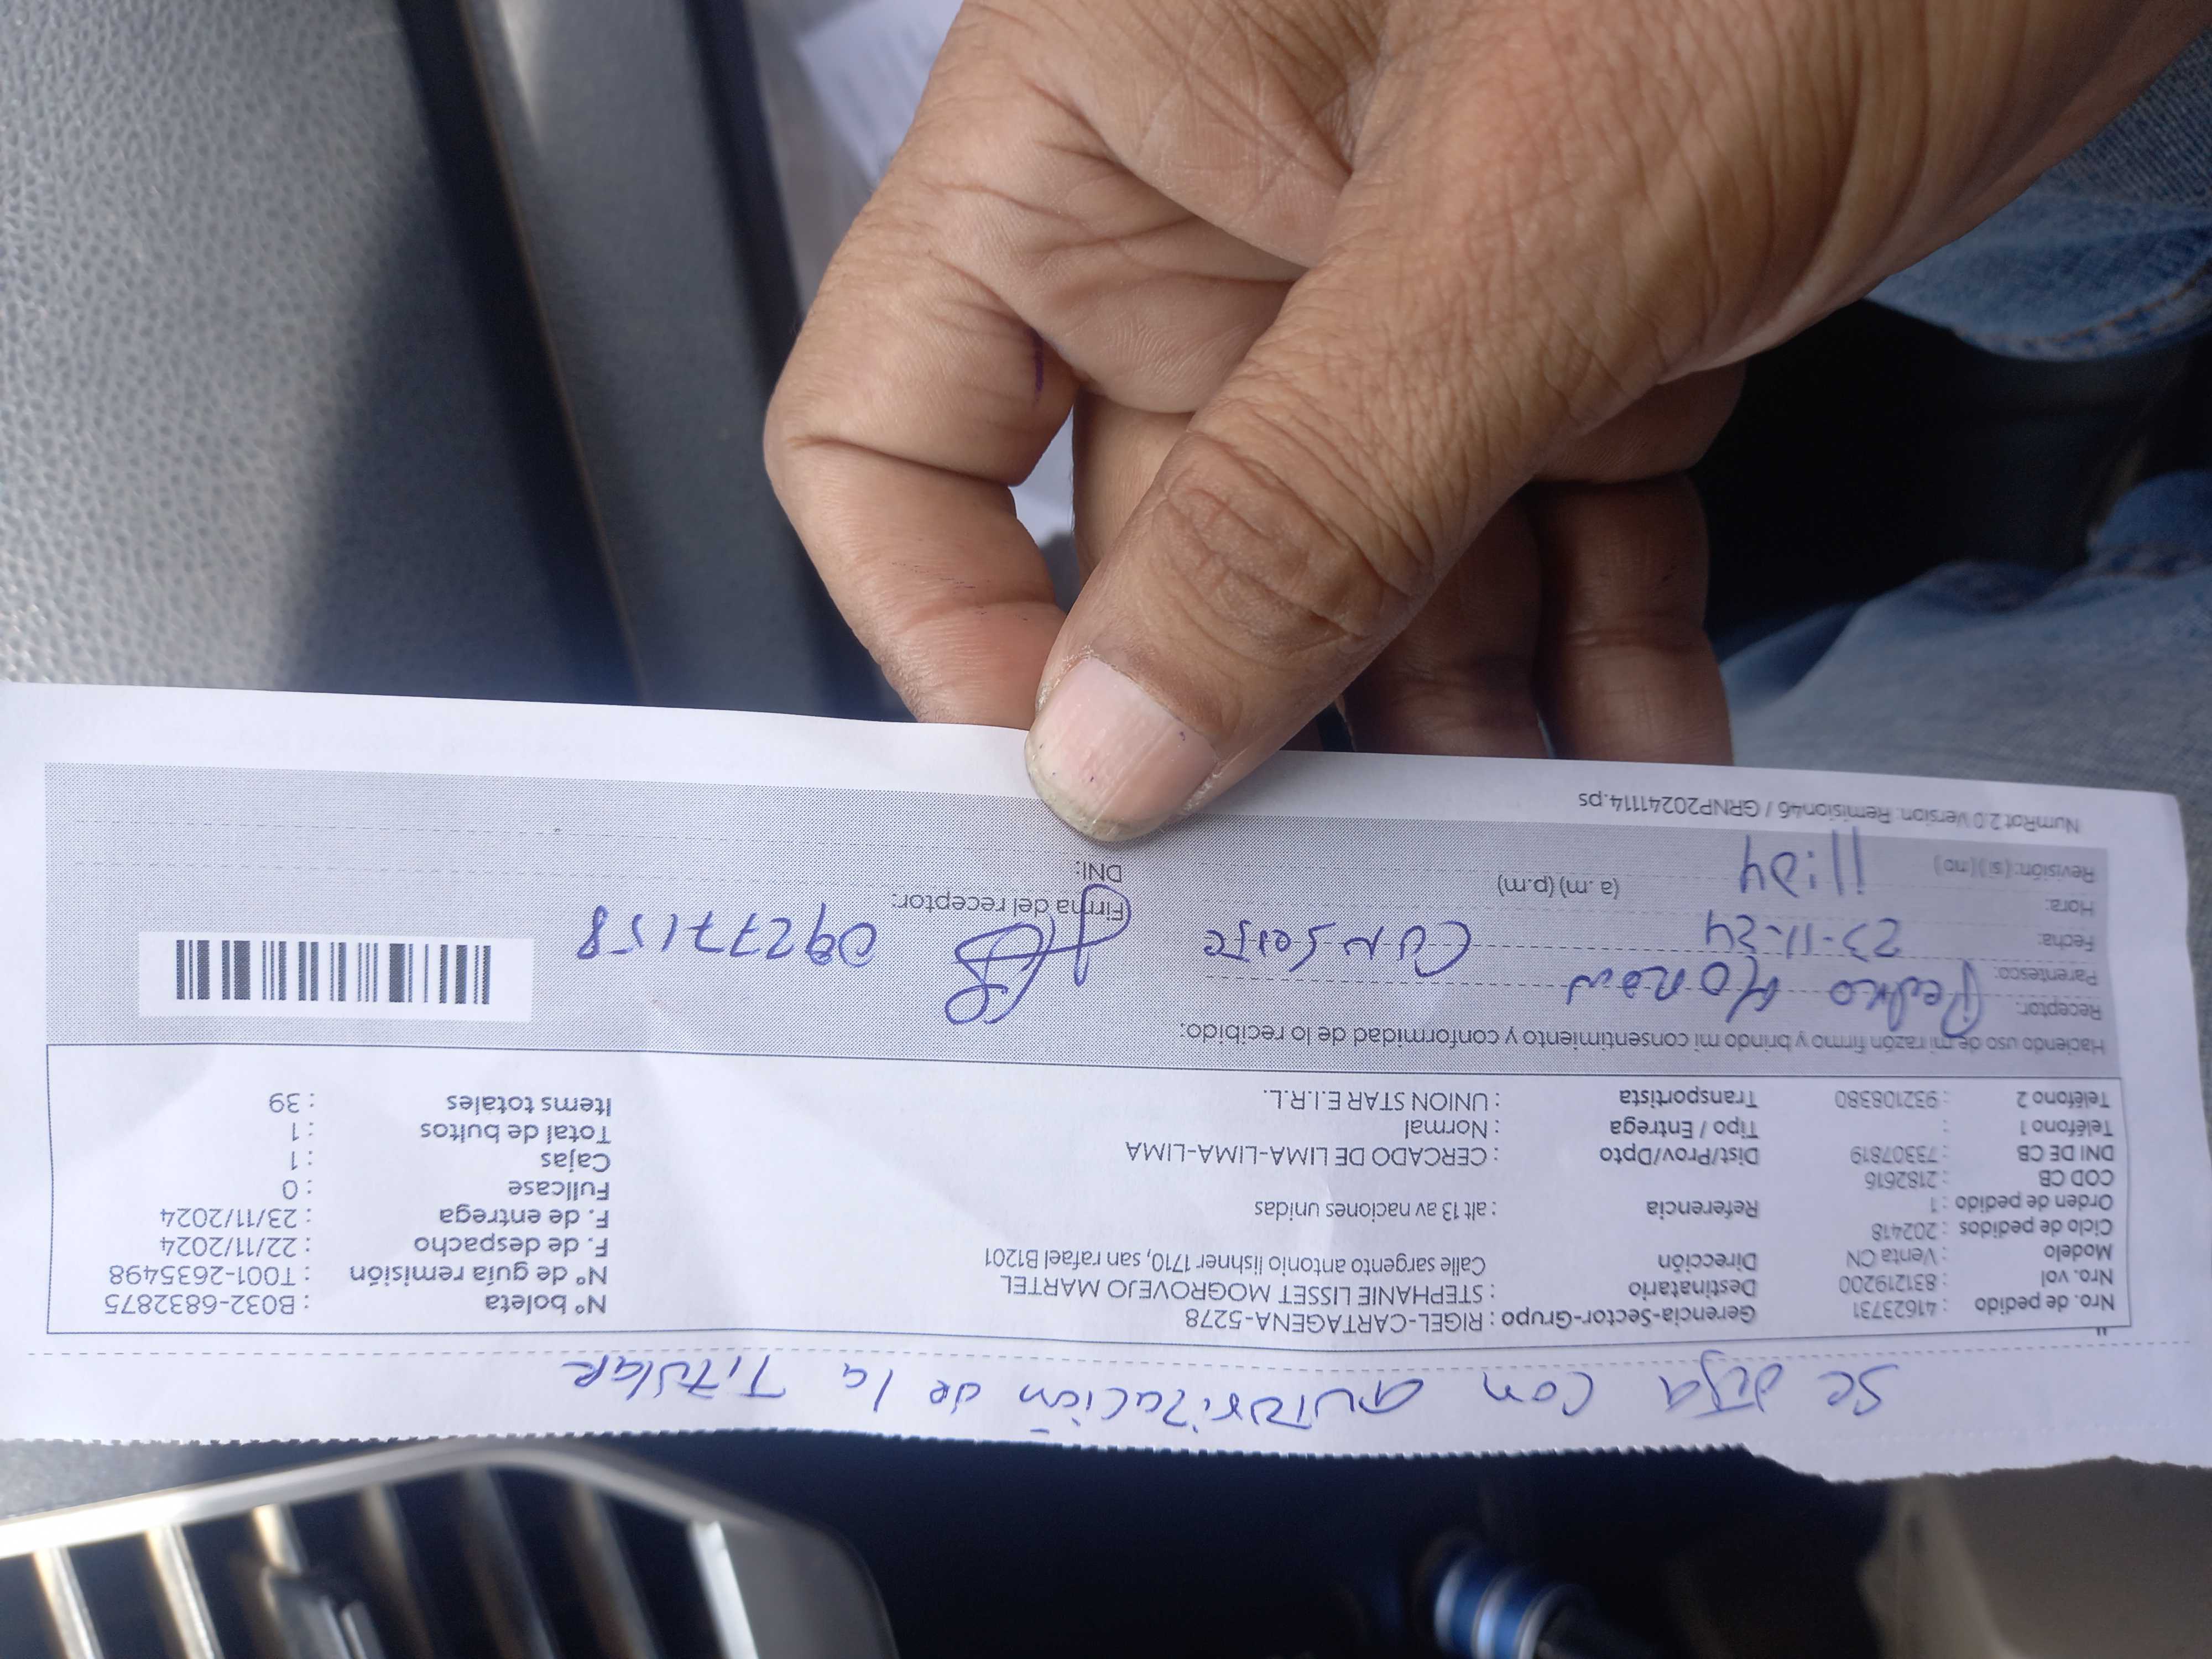 Se deja con autorización de la Titular
Nro. de pedido : 41623731 Gerencia-Sector-Grupo : RIGEL-CARTAGENA-5278 N° boleta : B032-6832875
Nro. vol : 831219200 Destinatario : STEPHANIE LISSET MOGROVEJO MARTEL N° de guía remisión : T001-2635498
Modelo : Venta CN Dirección Calle sargento antonio lishner 1710, san rafael B1201 F. de despacho : 22/11/2024
Ciclo de pedidos : 202418 F. de entrega : 23/11/2024
Orden de pedido : 1 Referencia : alt 13 av naciones unidas Fullcase : 0
COD CB : 2182616 Cajas : 1
DNI DE CB : 73307819 Dist/Prov/Dpto : CERCADO DE LIMA-LIMA-LIMA Total de bultos : 1
Teléfono 1 : Tipo / Entrega : Normal Items totales : 39
Teléfono 2 : 932108380 Transportista : UNION STAR E.I.R.L.
Haciendo uso de mi razón firmo y brindo mi consentimiento y conformidad de lo recibido:
Receptor: Pedro
Parentesco: Conserje 09277158
Fecha: 23-11-24 Firma del receptor:
Hora: 11:24 (a. m) (p.m) DNI:
Revisión: (si) (no)
NumRot 2.0 Version: Remision46 / GRNP20241114.ps